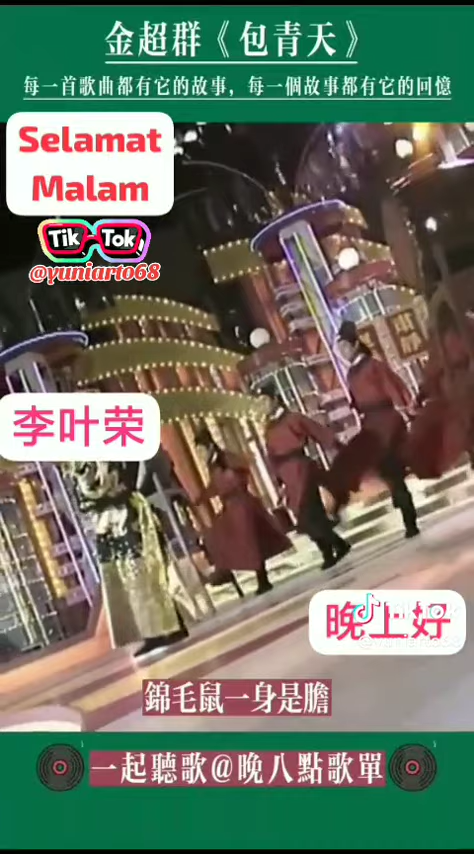 金超群《包青天》
每一首歌曲都有它的故事，每一個故事都有它的回憶
Selamat
Malam
Tik Tok
@yuniarto68
李叶荣
晚上好
錦毛鼠一身是膽
一起聽歌@晚八點歌單